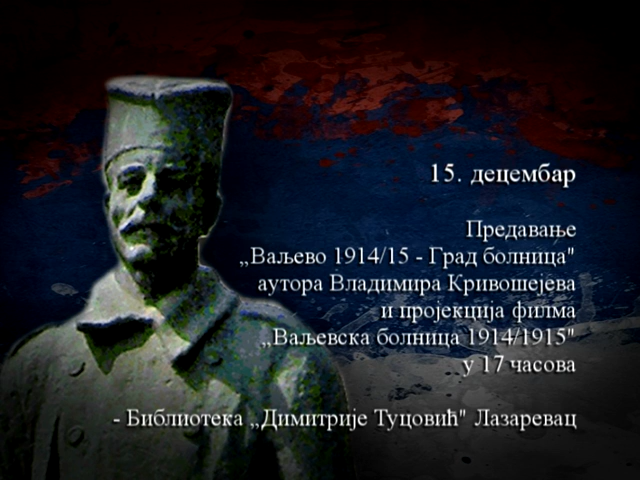 15. децембар
Предавање
„Ваљево 1914/15 - Град болница"
аутора Владимира Кривошејева
и пројекција филма
„Ваљевска болница 1914/1915"
у 17 часова
- Библиотека „Димитрије Туцовић" Лазаревац